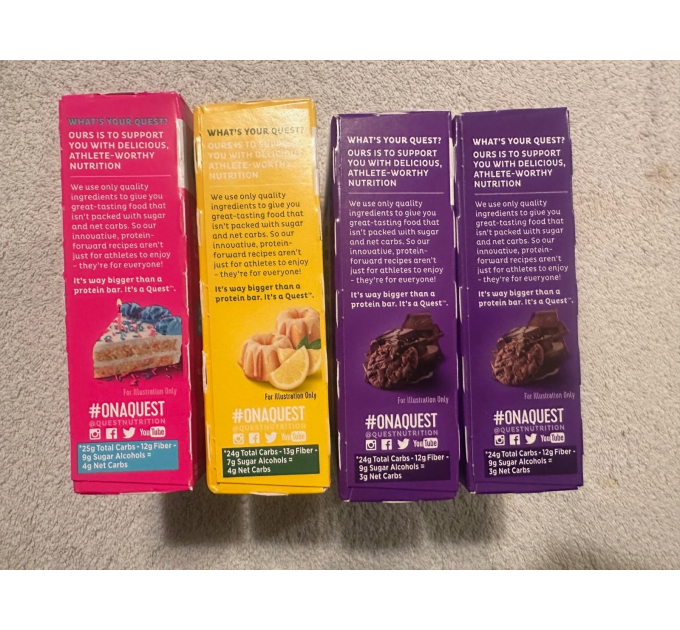 WHAT'S YOUR QUEST?
OURS IS TO SUPPORT
YOU WITH DELICIOUS,
ATHLETE-WORTHY
NUTRITION
We use only quality
ingredients to give you
great-tasting food that
isn't packed with sugar
and net carbs. So our
innovative, protein-
forward recipes aren't
just for athletes to enjoy
- they're for everyone!
It's way bigger than a
protein bar. It's a Quest™.
For Illustration Only
#ONAQUEST
@QUESTNUTRITION
YouTube
*25g Total Carbs - 12g Fiber -
9g Sugar Alcohols =
4g Net Carbs
WHAT'S YOUR QUEST?
OURS IS TO SUPPORT
YOU WITH DELICIOUS,
ATHLETE-WORTHY
NUTRITION
We use only quality
ingredients to give you
great-tasting food that
isn't packed with sugar
and net carbs. So our
innovative, protein-
forward recipes aren't
just for athletes to enjoy
- they're for everyone!
It's way bigger than a
protein bar. It's a Quest™.
For Illustration Only
#ONAQUEST
@QUESTNUTRITION
YouTube
*24g Total Carbs - 13g Fiber -
7g Sugar Alcohols =
4g Net Carbs
WHAT'S YOUR QUEST?
OURS IS TO SUPPORT
YOU WITH DELICIOUS,
ATHLETE-WORTHY
NUTRITION
We use only quality
ingredients to give you
great-tasting food that
isn't packed with sugar
and net carbs. So our
innovative, protein-
forward recipes aren't
just for athletes to enjoy
- they're for everyone!
It's way bigger than a
protein bar. It's a Quest™.
For Illustration Only
#ONAQUEST
@QUESTNUTRITION
YouTube
*24g Total Carbs - 12g Fiber -
9g Sugar Alcohols =
3g Net Carbs
WHAT'S YOUR QUEST?
OURS IS TO SUPPORT
YOU WITH DELICIOUS,
ATHLETE-WORTHY
NUTRITION
We use only quality
ingredients to give you
great-tasting food that
isn't packed with sugar
and net carbs. So our
innovative, protein-
forward recipes aren't
just for athletes to enjoy
- they're for everyone!
It's way bigger than a
protein bar. It's a Quest™.
For Illustration Only
#ONAQUEST
@QUESTNUTRITION
YouTube
*24g Total Carbs - 12g Fiber -
9g Sugar Alcohols =
3g Net Carbs